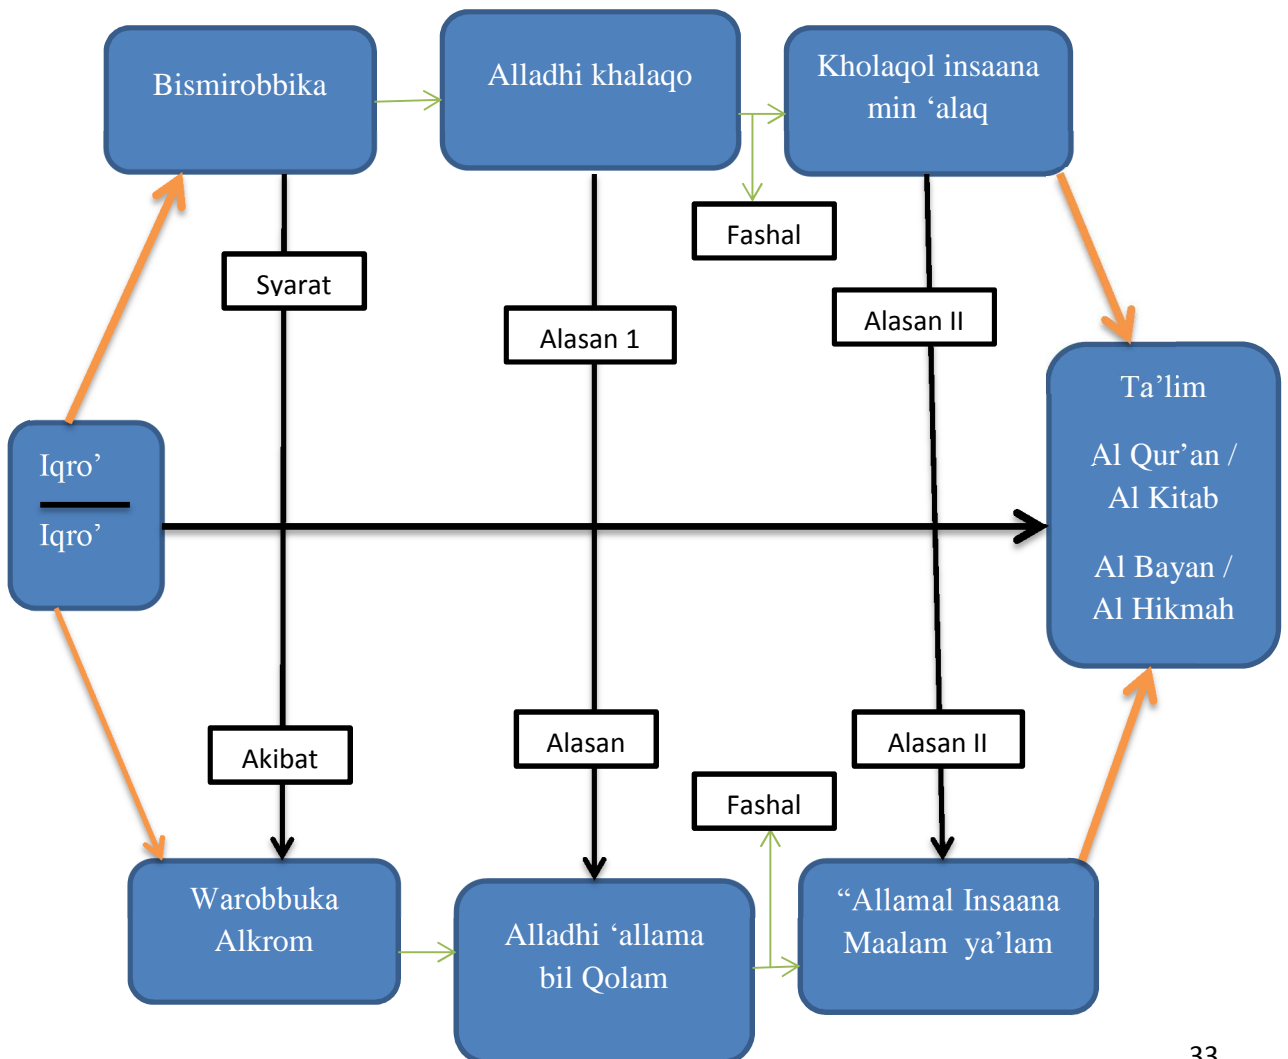 Bismirobbika
Alladhi khalaqo
Kholaqol insaana
min ‘alaq
Fashal
Syarat
Alasan 1
Alasan II
Iqro’
Iqro’
Ta’lim
Al Qur’an /
Al Kitab
Al Bayan /
Al Hikmah
Akibat
Alasan
Alasan II
Fashal
Warobbuka
Alkrom
Alladhi ‘allama
bil Qolam
“Allamal Insaana
Maalam ya’lam
33